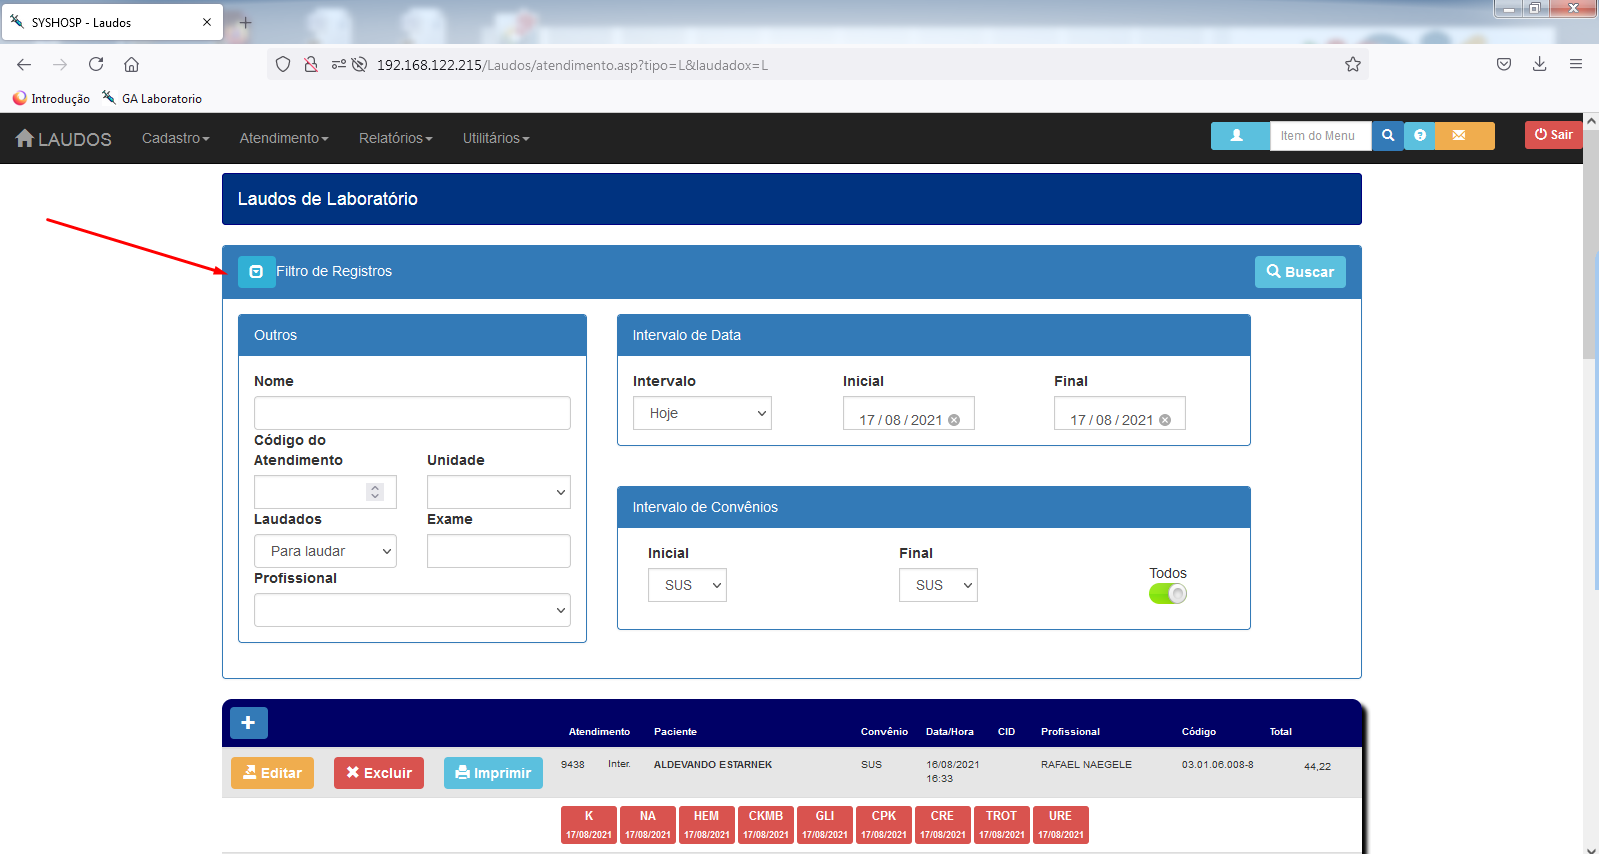 SYSHOSP - Laudos
192.168.122.215/Laudos/atendimento.asp?tipo=L&laudadox=L
Introdução GA Laboratorio
LAUDOS Cadastro Atendimento Relatórios Utilitários Item do Menu Sair
Laudos de Laboratório
Filtro de Registros Buscar
Outros
Nome
Código do
Atendimento Unidade
Laudados Exame
Para laudar
Profissional
Intervalo de Data
Intervalo Inicial Final
Hoje 17 / 08 / 2021 17 / 08 / 2021
Intervalo de Convênios
Inicial Final Todos
SUS SUS
Atendimento Paciente Convênio Data/Hora CID Profissional Código Total
Editar Excluir Imprimir 9438 Inter. ALDEVANDO ESTARNEK SUS 16/08/2021 RAFAEL NAEGELE 03.01.06.008-8 44,22
16:33
K NA HEM CKMB GLI CPK CRE TROT URE
17/08/2021 17/08/2021 17/08/2021 17/08/2021 17/08/2021 17/08/2021 17/08/2021 17/08/2021 17/08/2021